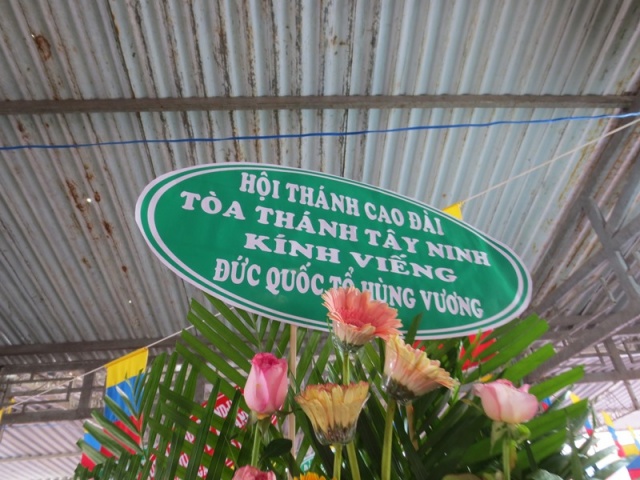 HỘI THÁNH CAO ĐÀI
TÒA THÁNH TÂY NINH
KÍNH VIẾNG
ĐỨC QUỐC TỔ HÙNG VƯƠNG